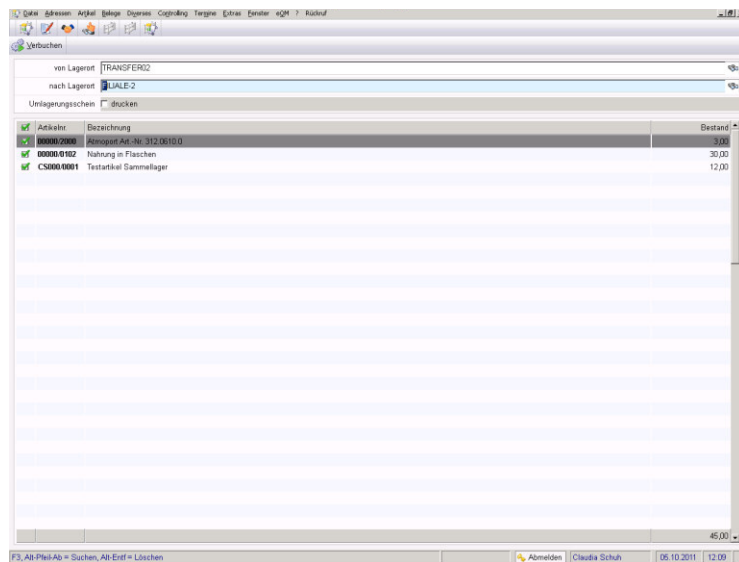 Datei Adressen Artikel Belege Diverses Controlling Termine Extras Fenster eQM ? Rückruf
Verbuchen
von Lagerort TRANSFER02
nach Lagerort FILIALE-2
Umlagerungsschein drucken
Artikelnr. Bezeichnung Bestand
00000/2000 Atmoport Art.-Nr. 312.0610.0 3,00
00000/0102 Nahrung in Flaschen 30,00
CS000/0001 Testartikel Sammellager 12,00
45,00
F3, Alt-Pfeil-Ab = Suchen, Alt-Entf = Löschen Abmelden Claudia Schuh 05.10.2011 12:09